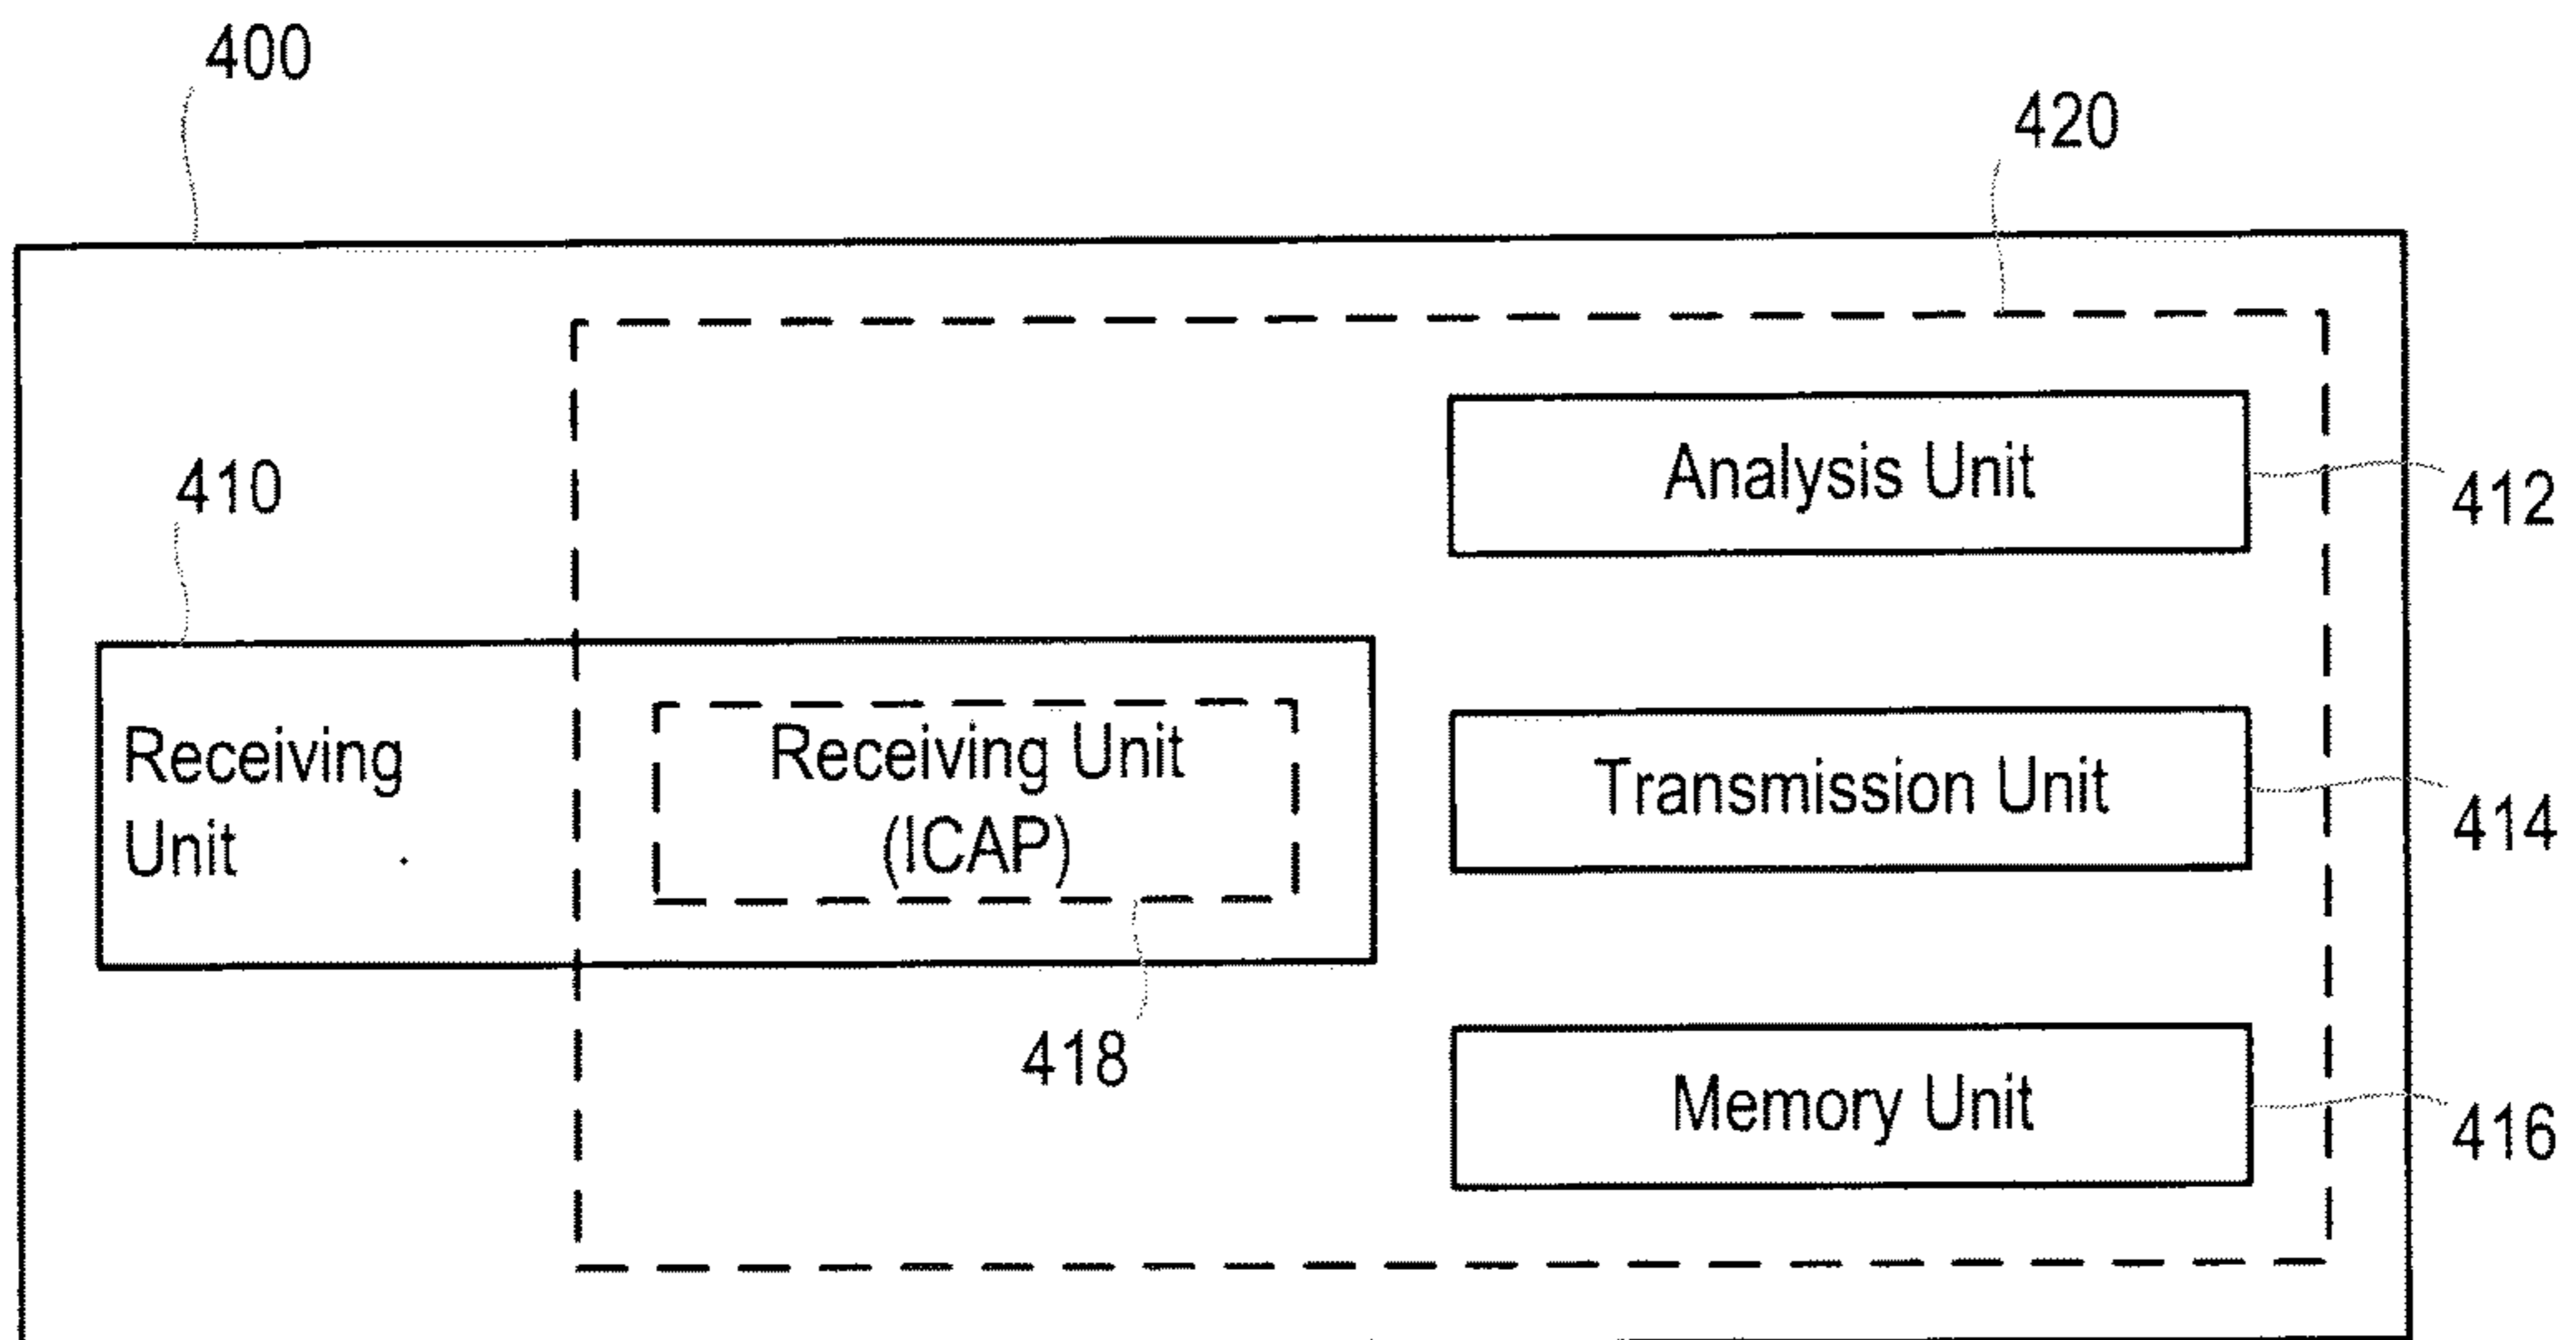 400
420
410
Analysis Unit
412
Receiving
Unit
Receiving Unit
(ICAP)
Transmission Unit
414
418
Memory Unit
416